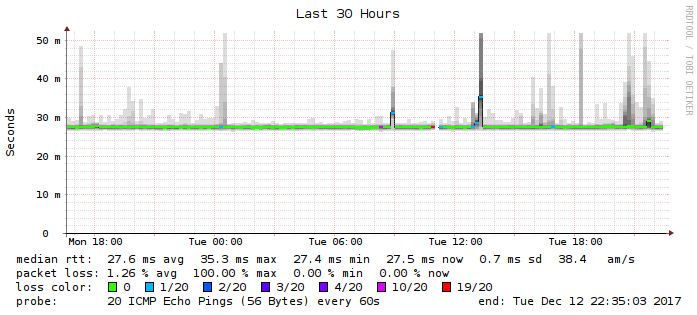 Last 30 Hours
RRDTOOL / TOBI OETIKER
Seconds
50 m
40 m
30 m
20 m
10 m
0
Mon 18:00 Tue 00:00 Tue 06:00 Tue 12:00 Tue 18:00
median rtt: 27.6 ms avg 35.3 ms max 27.4 ms min 27.5 ms now 0.7 ms sd 38.4 am/s
packet loss: 1.26 % avg 100.00 % max 0.00 % min 0.00 % now
loss color: 0 1/20 2/20 3/20 4/20 10/20 19/20
probe: 20 ICMP Echo Pings (56 Bytes) every 60s end: Tue Dec 12 22:35:03 2017